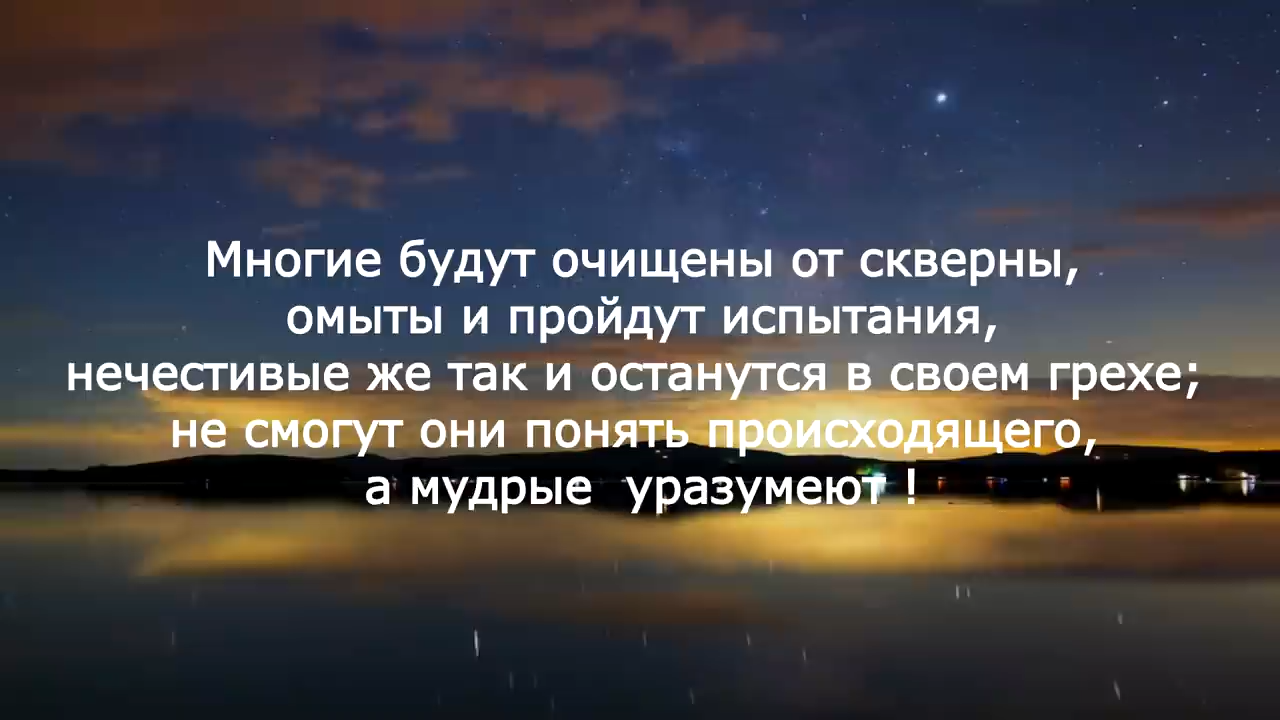 Многие будут очищены от скверны,
омыты и пройдут испытания,
нечестивые же так и останутся в своем грехе;
не смогут они понять происходящего,
а мудрые  уразумеют !